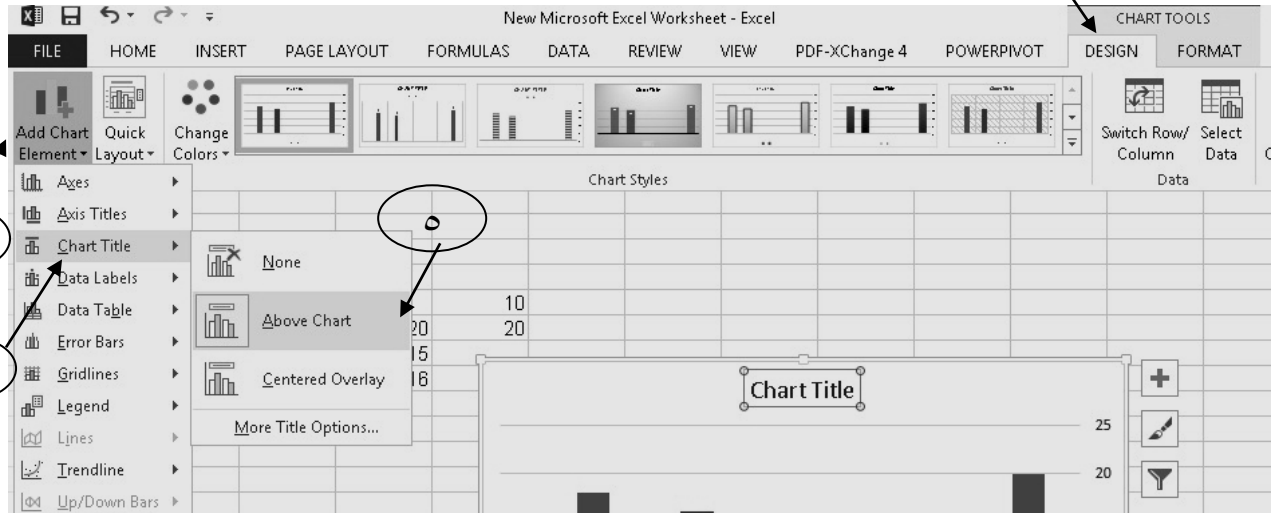 New Microsoft Excel Worksheet - Excel
CHART TOOLS
FILE HOME INSERT PAGE LAYOUT FORMULAS DATA REVIEW VIEW PDF-XChange 4 POWERPIVOT DESIGN FORMAT
Add Chart Element
Quick Layout
Change Colors
Switch Row/ Column
Select Data
Chart Styles
Data
Axes
Axis Titles
Chart Title
Data Labels
Data Table
Error Bars
Gridlines
Legend
Lines
Trendline
Up/Down Bars
٥
None
Above Chart
Centered Overlay
More Title Options...
10
20 20
15
16
Chart Title
25
20